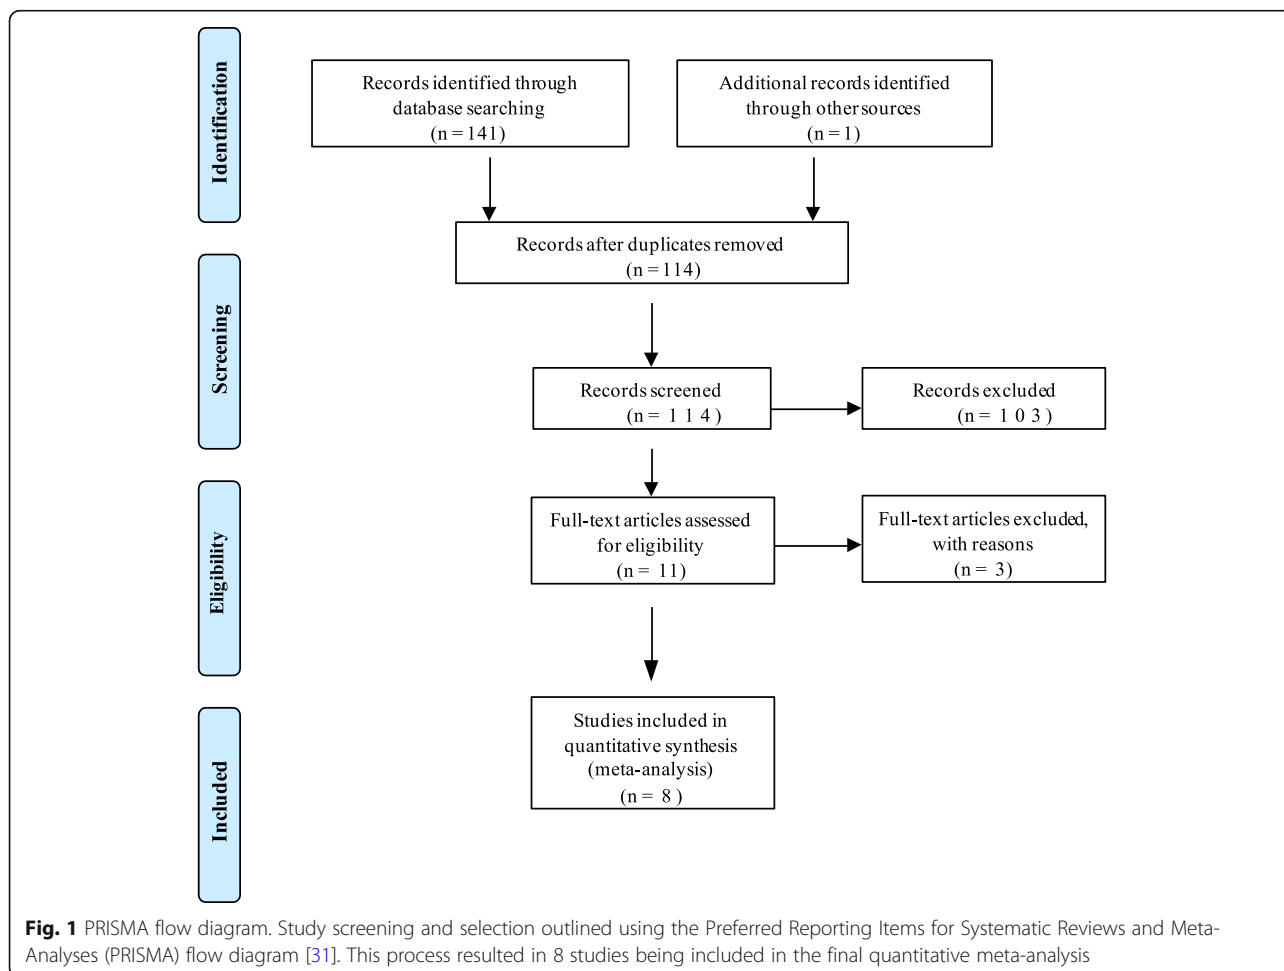 Identification
Records identified through
database searching
(n = 141)
Additional records identified
through other sources
(n = 1)
Records after duplicates removed
(n = 114)
Screening
Records screened
(n = 1 1 4 )
Records excluded
(n = 1 0 3 )
Eligibility
Full-text articles assessed
for eligibility
(n = 11)
Full-text articles excluded,
with reasons
(n = 3)
Included
Studies included in
quantitative synthesis
(meta-analysis)
(n = 8 )
Fig. 1 PRISMA flow diagram. Study screening and selection outlined using the Preferred Reporting Items for Systematic Reviews and Meta-
Analyses (PRISMA) flow diagram [31]. This process resulted in 8 studies being included in the final quantitative meta-analysis